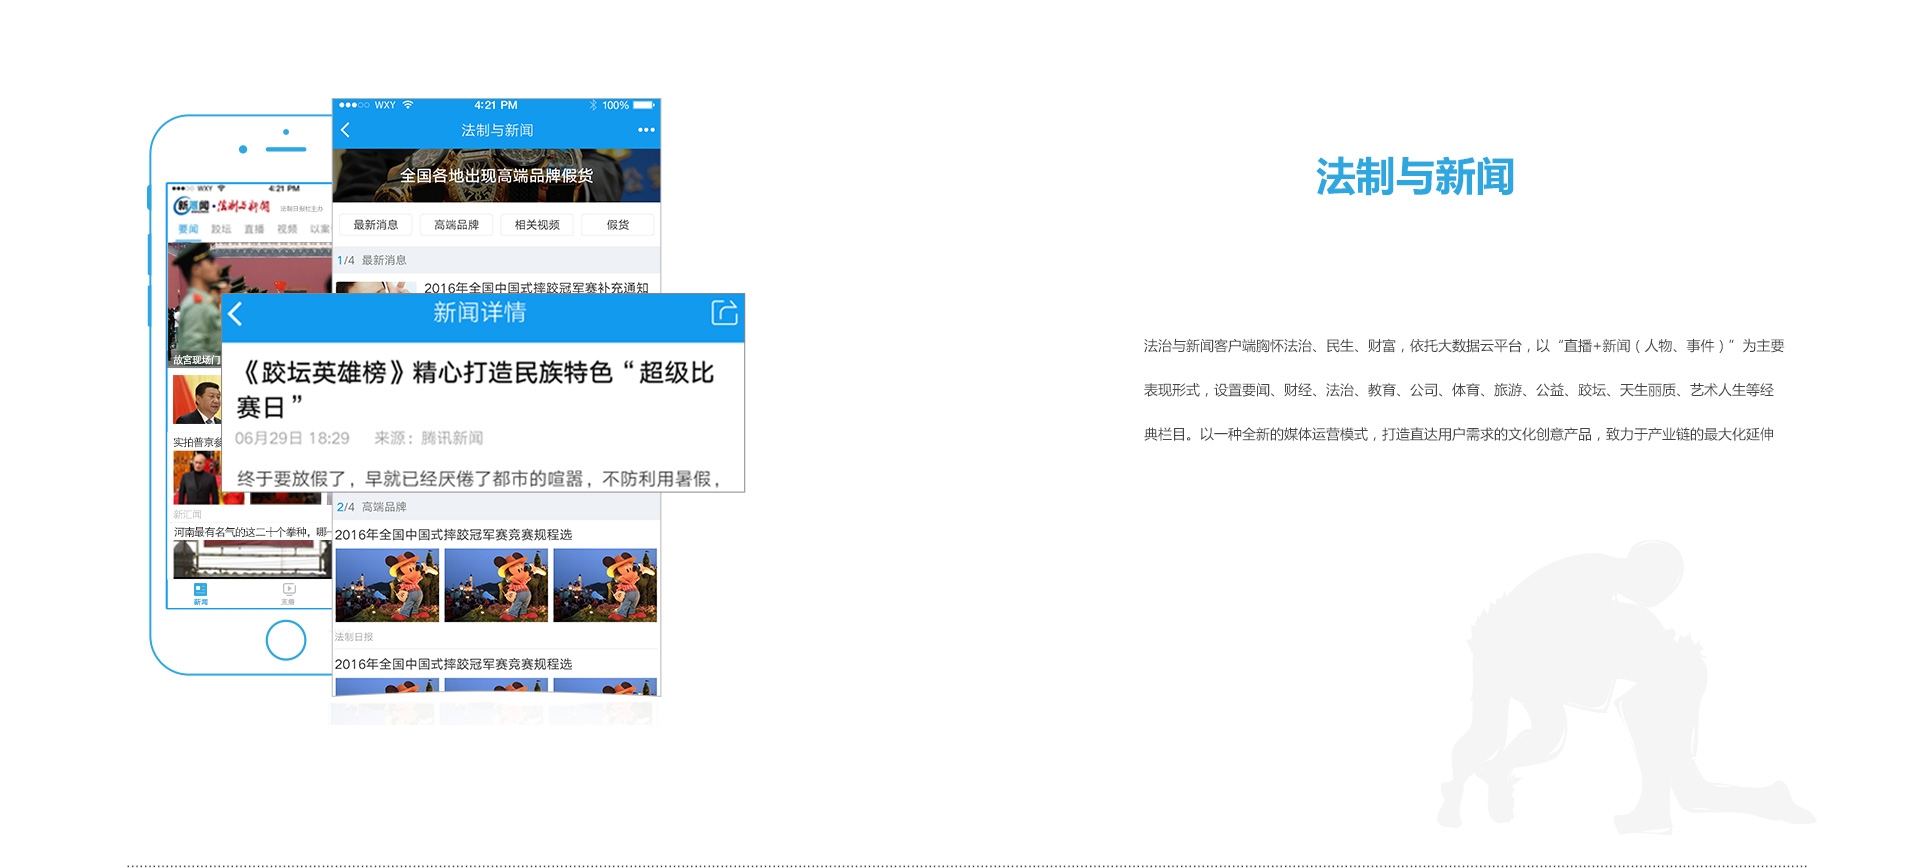 WXY
4:21 PM
100%
法制与新闻
全国各地出现高端品牌假货
最新消息
高端品牌
相关视频
假货
1/4 最新消息
2016年全国中国式摔跤冠军赛补充通知
WXY
4:21 PM
新汇闻·法制与新闻
法制日报社主办
要闻
跤坛
直播
视频
以案
故宫现场门
实拍普京参
新汇闻
河南最有名气的这二十个拳种，哪
新闻
直播
新闻详情
《跤坛英雄榜》精心打造民族特色“超级比
赛日”
06月29日 18:29 来源：腾讯新闻
终于要放假了，早就已经厌倦了都市的喧嚣，不防利用暑假，
2/4 高端品牌
2016年全国中国式摔跤冠军赛竞赛规程选
法制日报
2016年全国中国式摔跤冠军赛竞赛规程选
法制与新闻
法治与新闻客户端胸怀法治、民生、财富，依托大数据云平台，以“直播+新闻（人物、事件）”为主要
表现形式，设置要闻、财经、法治、教育、公司、体育、旅游、公益、跤坛、天生丽质、艺术人生等经
典栏目。以一种全新的媒体运营模式，打造直达用户需求的文化创意产品，致力于产业链的最大化延伸